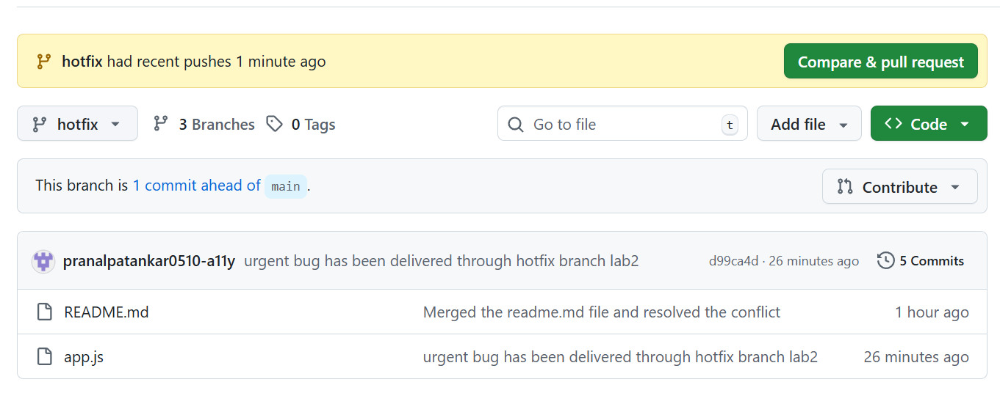 hotfix had recent pushes 1 minute ago
Compare & pull request
hotfix
3 Branches
0 Tags
Go to file
t
Add file
Code
This branch is 1 commit ahead of main.
Contribute
pranalpatankar0510-a11y urgent bug has been delivered through hotfix branch lab2 d99ca4d · 26 minutes ago 5 Commits
README.md Merged the readme.md file and resolved the conflict 1 hour ago
app.js urgent bug has been delivered through hotfix branch lab2 26 minutes ago